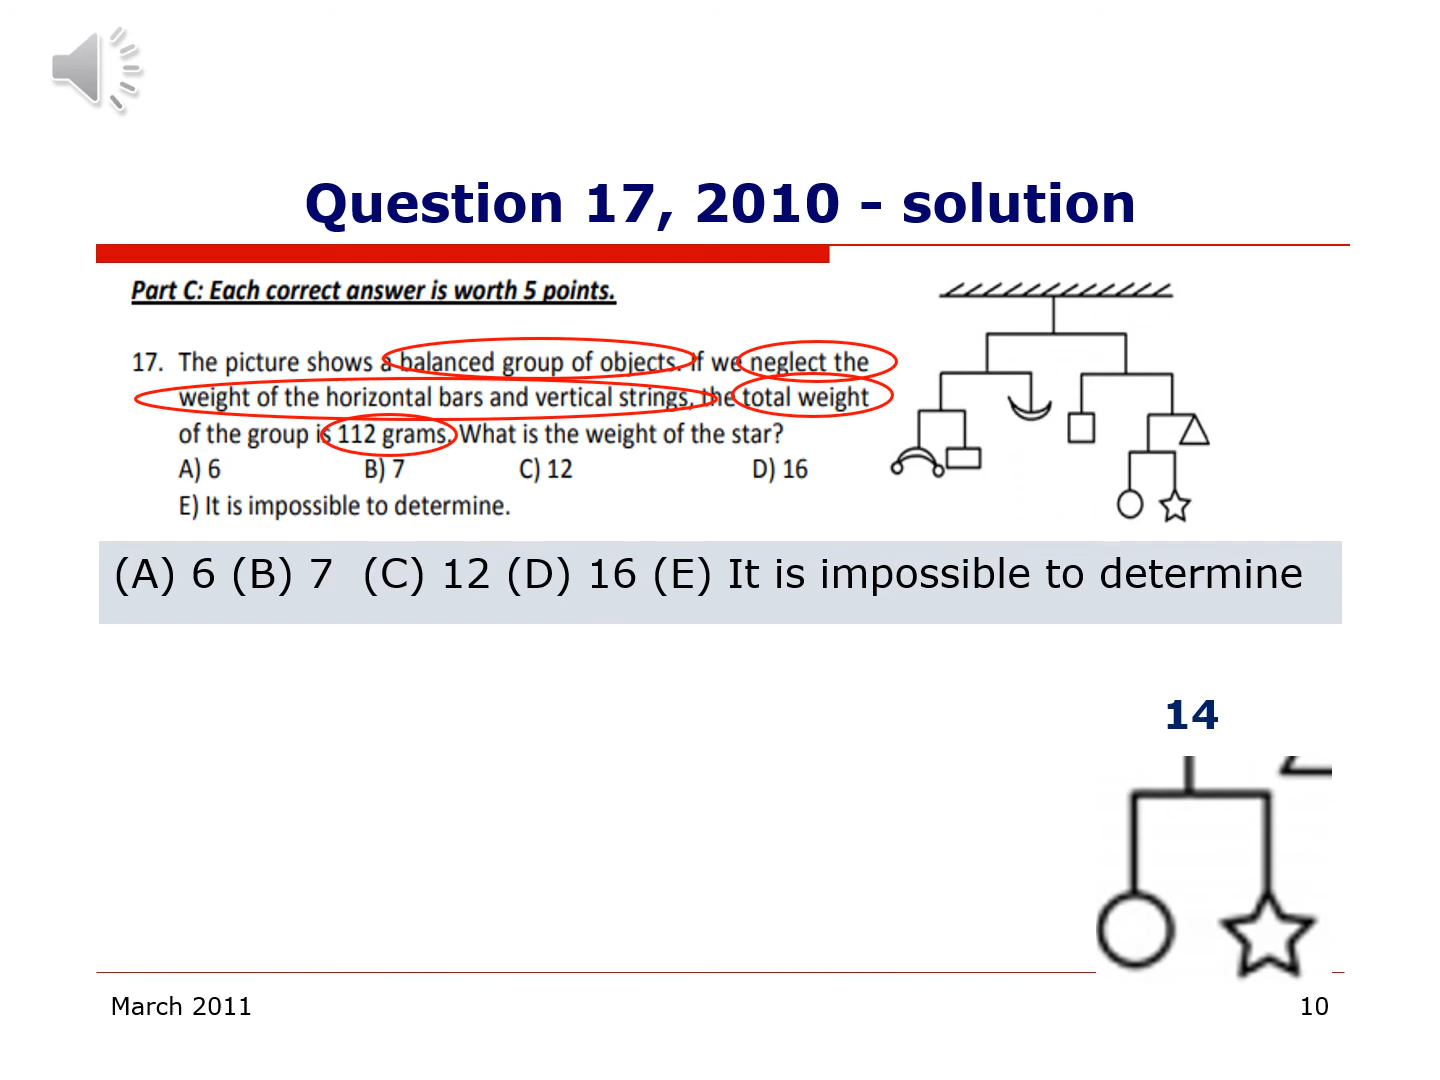 Question 17, 2010 - solution
Part C: Each correct answer is worth 5 points.
17. The picture shows a balanced group of objects. If we neglect the
weight of the horizontal bars and vertical strings, the total weight
of the group is 112 grams. What is the weight of the star?
A) 6 B) 7 C) 12 D) 16
E) It is impossible to determine.
(A) 6 (B) 7 (C) 12 (D) 16 (E) It is impossible to determine
14
March 2011
10